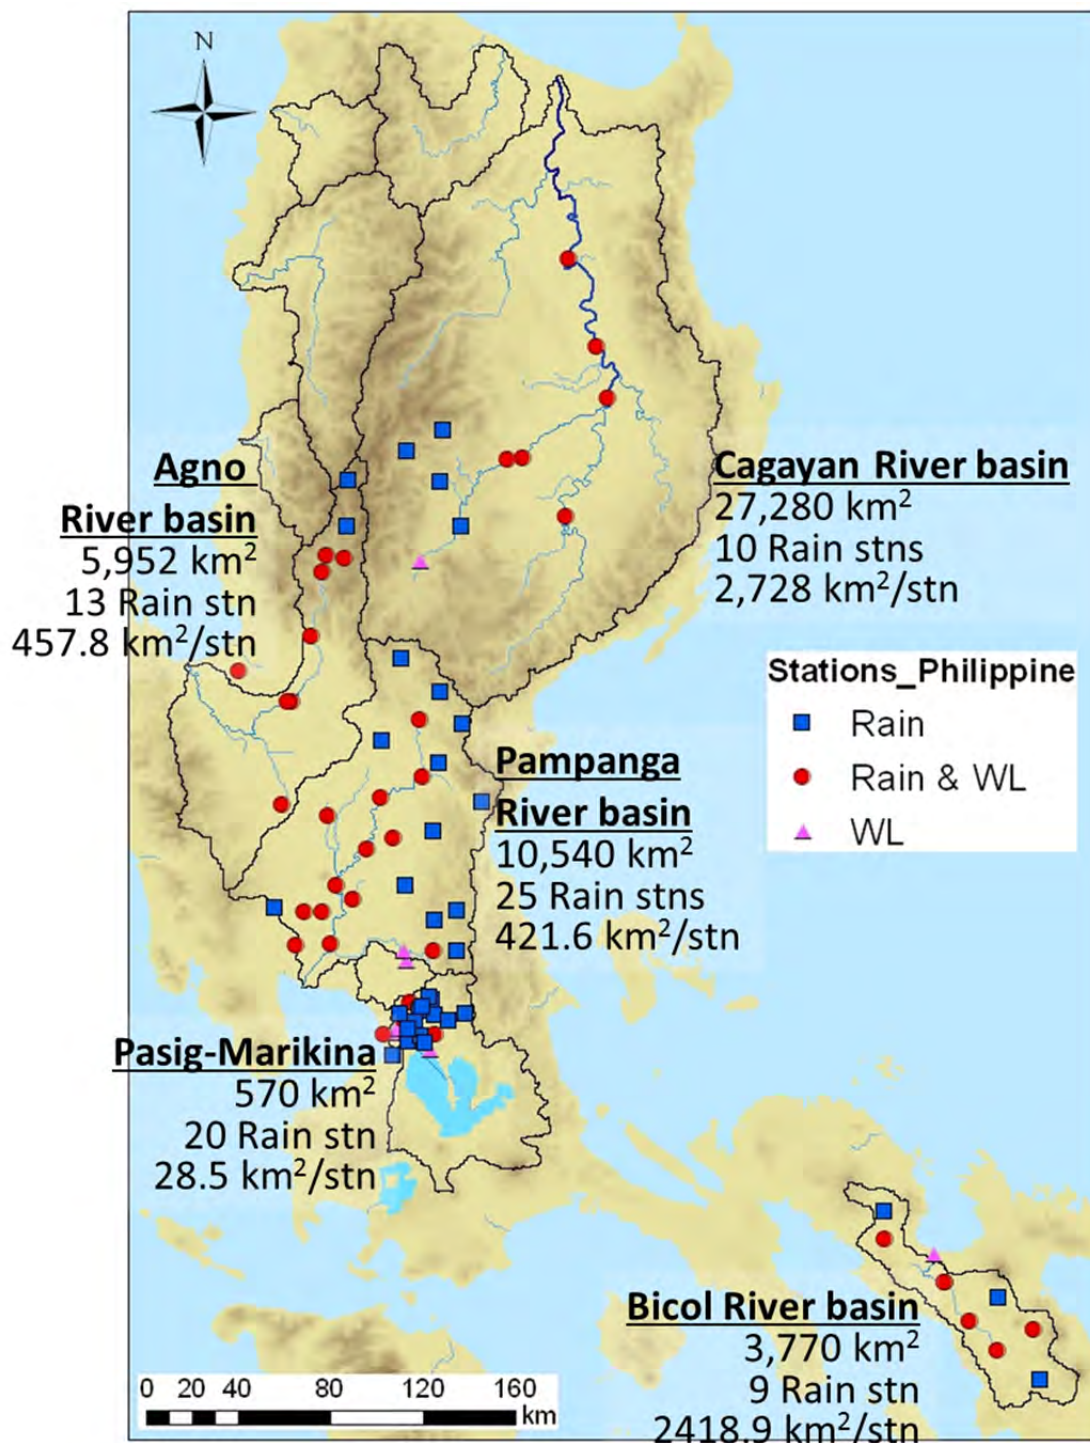 N
Agno
River basin
5,952 km²
13 Rain stn
457.8 km²/stn
Cagayan River basin
27,280 km²
10 Rain stns
2,728 km²/stn
Stations_Philippine
Rain
Rain & WL
WL
Pampanga
River basin
10,540 km²
25 Rain stns
421.6 km²/stn
Pasig-Marikina
570 km²
20 Rain stn
28.5 km²/stn
Bicol River basin
3,770 km²
9 Rain stn
2418.9 km²/stn
0 20 40 80 120 160
km